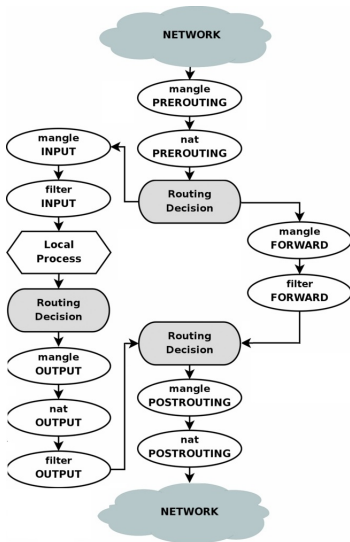 NETWORK
mangle
PREROUTING
nat
PREROUTING
Routing
Decision
mangle
INPUT
filter
INPUT
Local
Process
Routing
Decision
mangle
OUTPUT
nat
OUTPUT
filter
OUTPUT
mangle
FORWARD
filter
FORWARD
Routing
Decision
mangle
POSTROUTING
nat
POSTROUTING
NETWORK